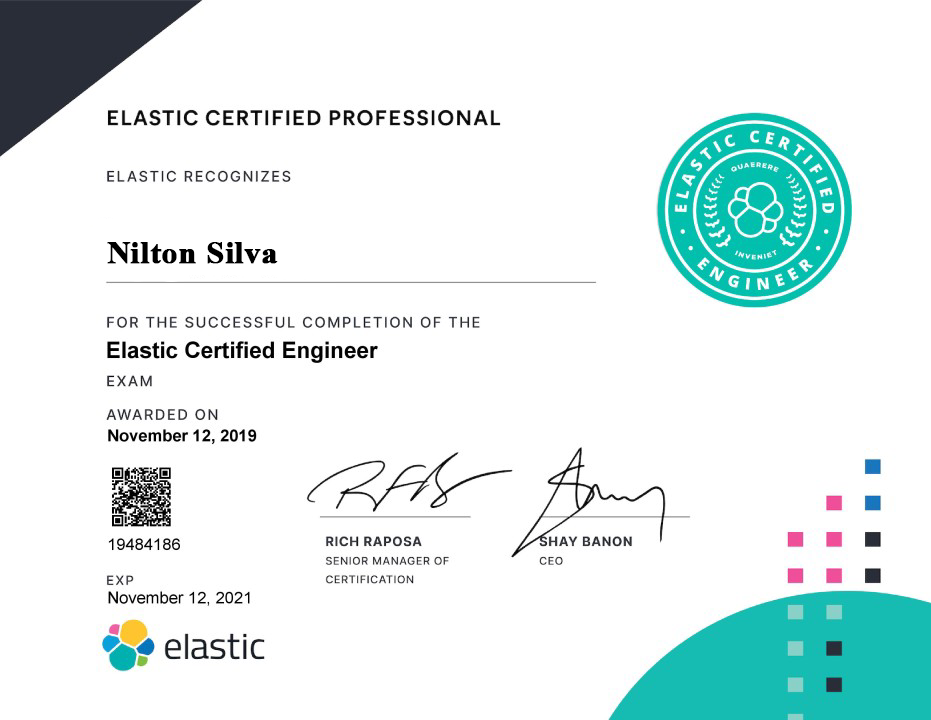 ELASTIC CERTIFIED PROFESSIONAL
ELASTIC RECOGNIZES
Nilton Silva
ELASTIC CERTIFIED
QUAERERE
INVENIET
ENGINEER
FOR THE SUCCESSFUL COMPLETION OF THE
Elastic Certified Engineer
EXAM
AWARDED ON
November 12, 2019
19484186
RICH RAPOSA
SENIOR MANAGER OF
CERTIFICATION
SHAY BANON
CEO
EXP
November 12, 2021
elastic